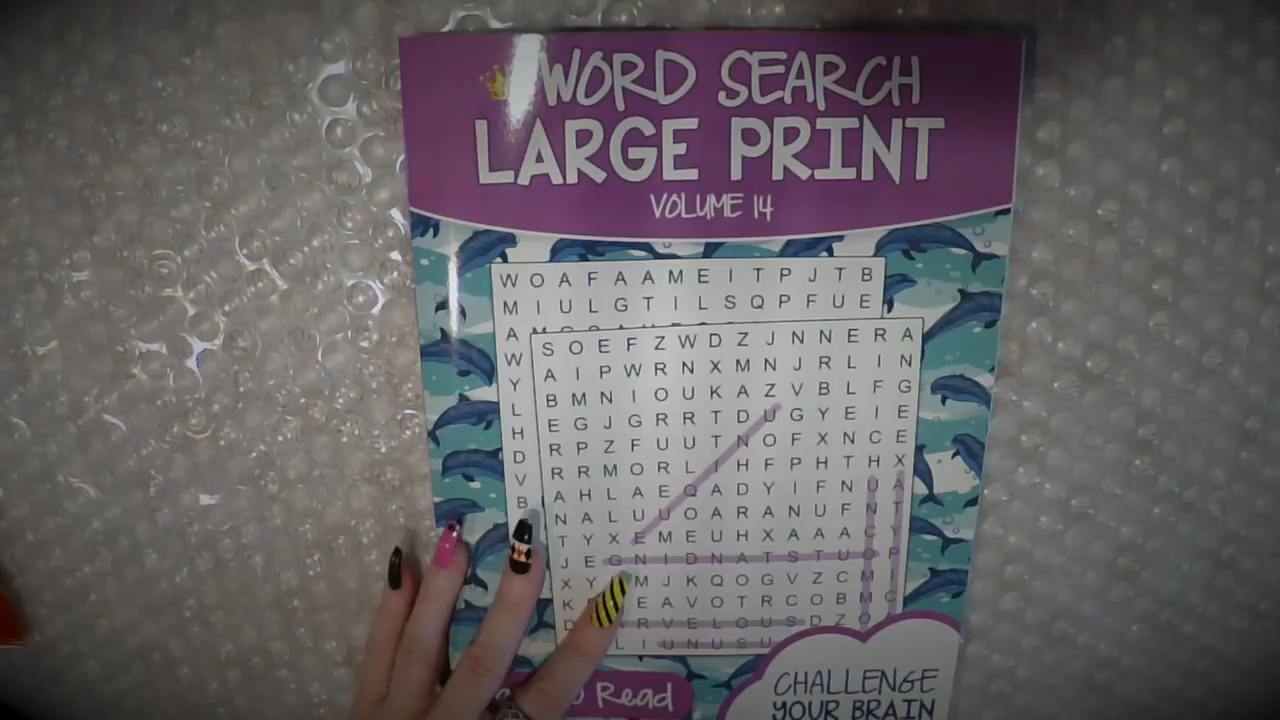 WORD SEARCH
LARGE PRINT
VOLUME 14
W O A F A A M E I T P J T B
M I U L G T I L S Q P F U E
A
W
Y
L
H
D
V
B
S O E F Z W D Z J N N E R A
A I P W R N X M N J R L I N
B M N I O U K A Z V B L F G
E G J G R R T D U G Y E I E
R P Z F U U T N O F X N C E
R R M O R L I H F P H T H X
A H L A E Q A D Y I F N U A
N A L U U O A R A N U F N T
T Y X E M E U H X A A A C Y
J E G N I D N A T S T U O P
X Y M J K Q O G V Z C M I
K E A V O T R C O B M C
D R V E L O U S D Z O
L I U N U S U
Read
CHALLENGE
YOUR BRAIN